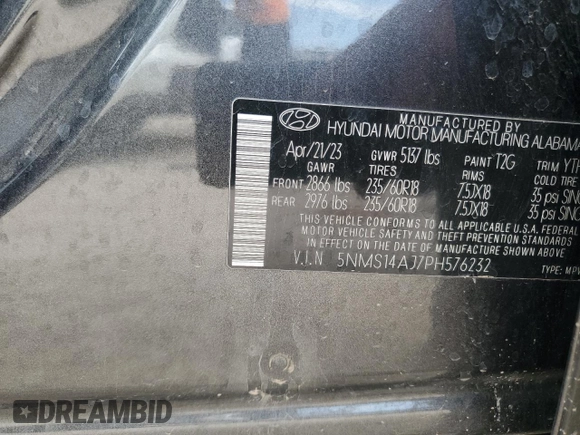 MANUFACTURED BY
HYUNDAI MOTOR MANUFACTURING ALABAMA
Apr/21/23 GVWR 5137 lbs PAINT T2G TRIM
GAWR TIRES RIMS COLD TIRE
FRONT 2866 lbs 235/60R18 7.5JX18 35 psi
REAR 2976 lbs 235/60R18 7.5JX18 35 psi
THIS VEHICLE CONFORMS TO ALL APPLICABLE FEDERAL
MOTOR VEHICLE SAFETY, BUMPER, AND THEFT PREVENTION
STANDARDS IN EFFECT ON THE DATE OF MANUFACTURE SHOWN ABOVE
V.I.N 5NMS14AJ7PH576232 TYPE: MPV
DREAMBID